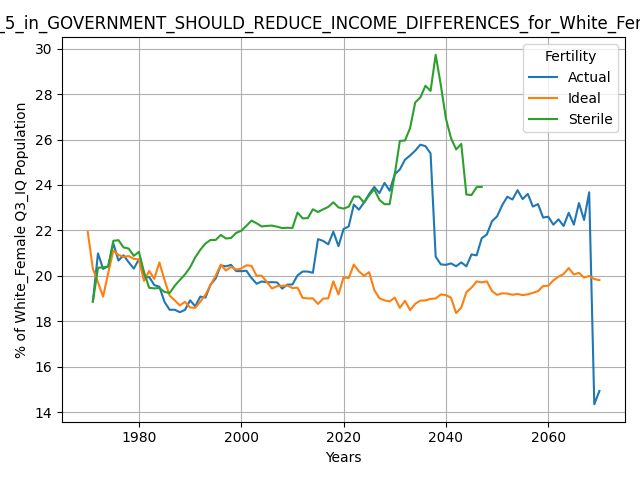 _5_in_GOVERNMENT_SHOULD_REDUCE_INCOME_DIFFERENCES_for_White_Fer
30
28
26
24
22
20
18
16
14
% of White_Female Q3_IQ Population
Fertility
Actual
Ideal
Sterile
1980
2000
2020
2040
2060
Years